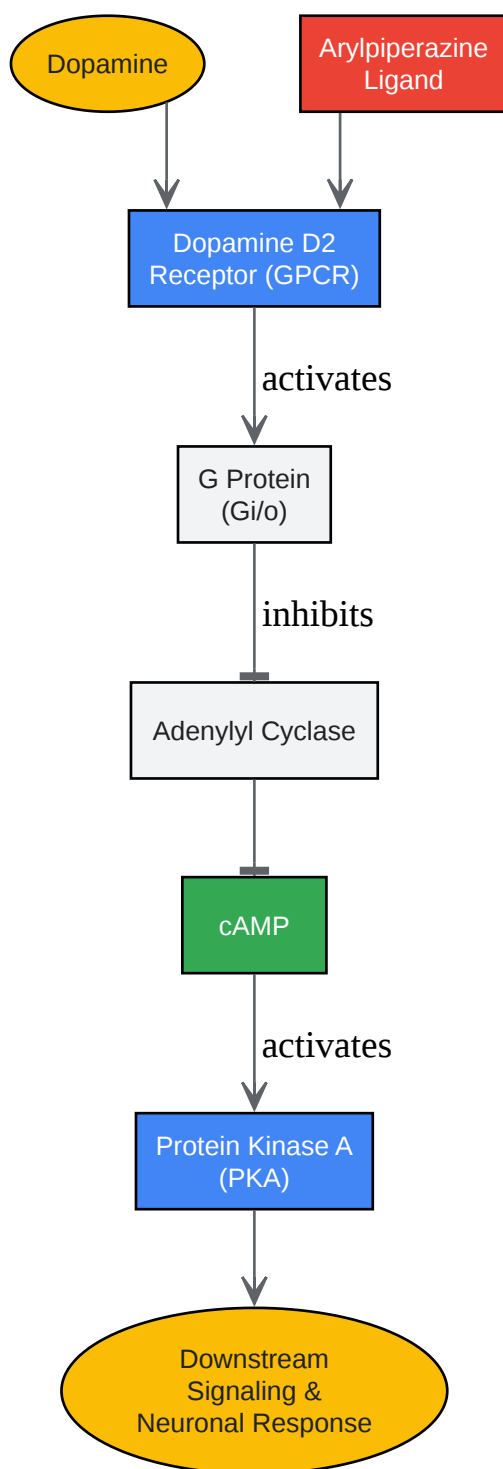 Dopamine
Arylpiperazine
Ligand
Dopamine D2
Receptor (GPCR)
activates
G Protein
(Gi/o)
inhibits
Adenylyl Cyclase
cAMP
activates
Protein Kinase A
(PKA)
Downstream
Signaling &
Neuronal Response